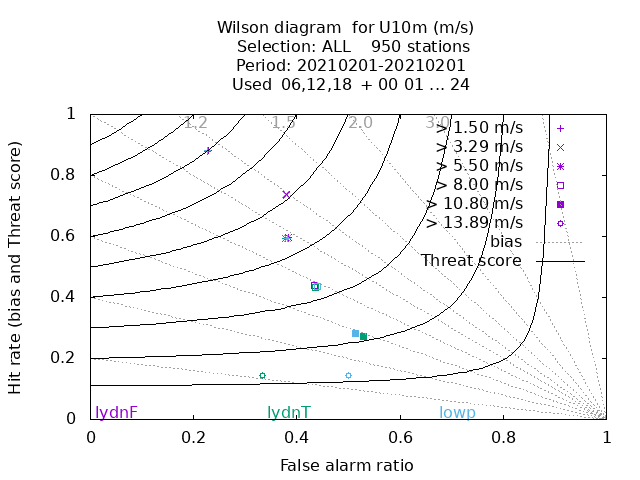 Wilson diagram  for U10m (m/s)
Selection: ALL    950 stations
Period: 20210201-20210201
Used  06,12,18  + 00 01 ... 24
1.2
1.5
2.0
3.0
> 1.50 m/s
> 3.29 m/s
> 5.50 m/s
> 8.00 m/s
> 10.80 m/s
> 13.89 m/s
bias
Threat score
Hit rate (bias and Threat score)
1
0.8
0.6
0.4
0.2
0
lydnF
lydnT
lowp
0 0.2 0.4 0.6 0.8 1
False alarm ratio